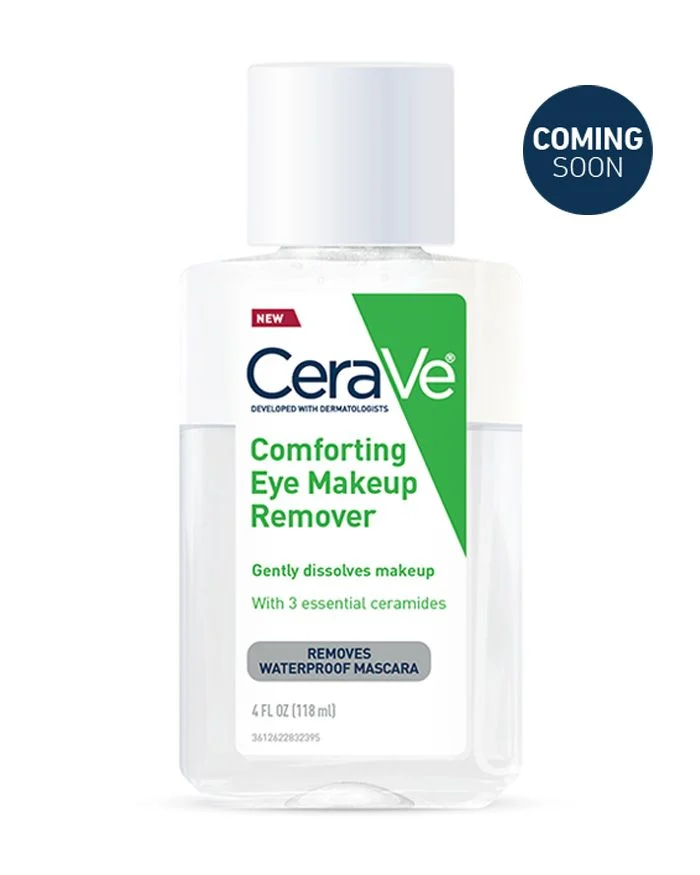 COMING
SOON
NEW
CeraVe®
DEVELOPED WITH DERMATOLOGISTS
Comforting
Eye Makeup
Remover
Gently dissolves makeup
With 3 essential ceramides
REMOVES
WATERPROOF MASCARA
4 FL OZ (118 ml)
3612622832395